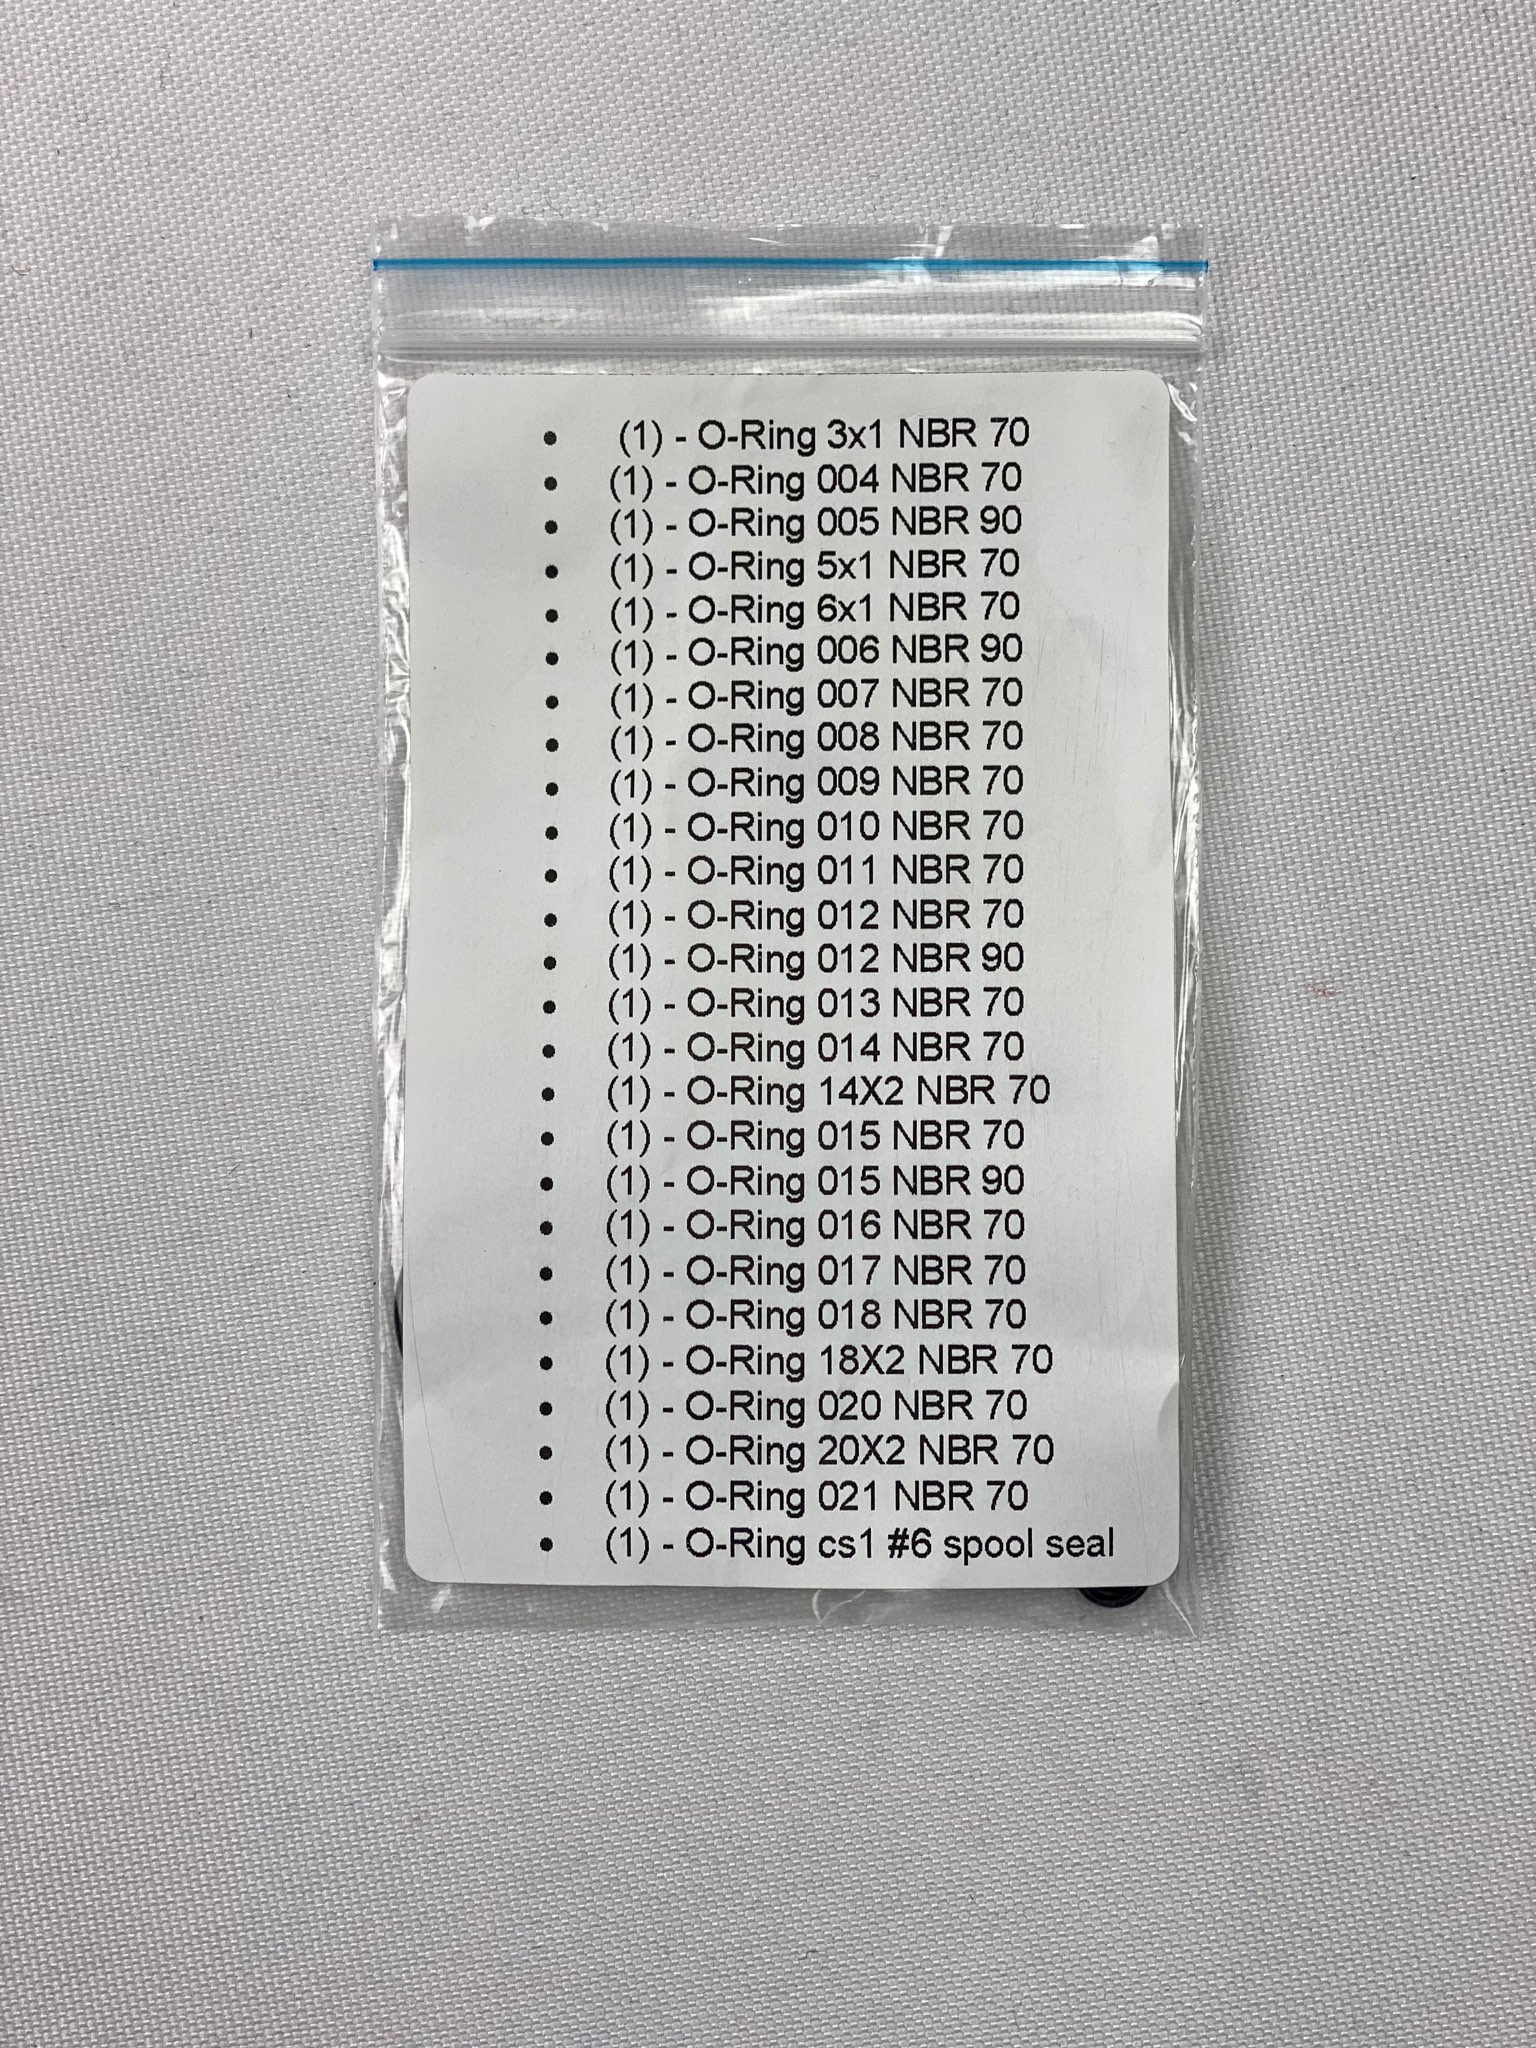 • (1) - O-Ring 3x1 NBR 70
• (1) - O-Ring 004 NBR 70
• (1) - O-Ring 005 NBR 90
• (1) - O-Ring 5x1 NBR 70
• (1) - O-Ring 6x1 NBR 70
• (1) - O-Ring 006 NBR 90
• (1) - O-Ring 007 NBR 70
• (1) - O-Ring 008 NBR 70
• (1) - O-Ring 009 NBR 70
• (1) - O-Ring 010 NBR 70
• (1) - O-Ring 011 NBR 70
• (1) - O-Ring 012 NBR 70
• (1) - O-Ring 012 NBR 90
• (1) - O-Ring 013 NBR 70
• (1) - O-Ring 014 NBR 70
• (1) - O-Ring 14X2 NBR 70
• (1) - O-Ring 015 NBR 70
• (1) - O-Ring 015 NBR 90
• (1) - O-Ring 016 NBR 70
• (1) - O-Ring 017 NBR 70
• (1) - O-Ring 018 NBR 70
• (1) - O-Ring 18X2 NBR 70
• (1) - O-Ring 020 NBR 70
• (1) - O-Ring 20X2 NBR 70
• (1) - O-Ring 021 NBR 70
• (1) - O-Ring cs1 #6 spool seal